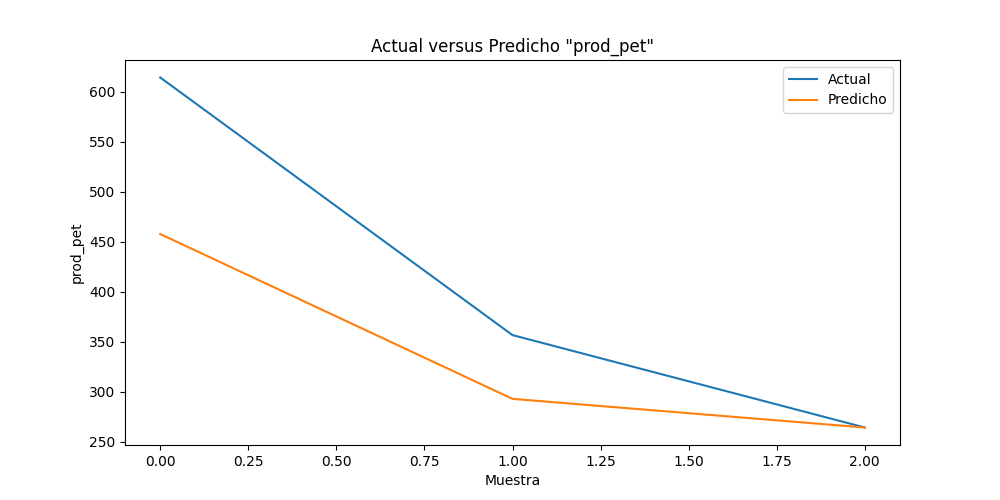 Actual versus Predicho "prod_pet"
Actual
Predicho
600
550
500
450
400
350
300
250
prod_pet
0.00 0.25 0.50 0.75 1.00 1.25 1.50 1.75 2.00
Muestra